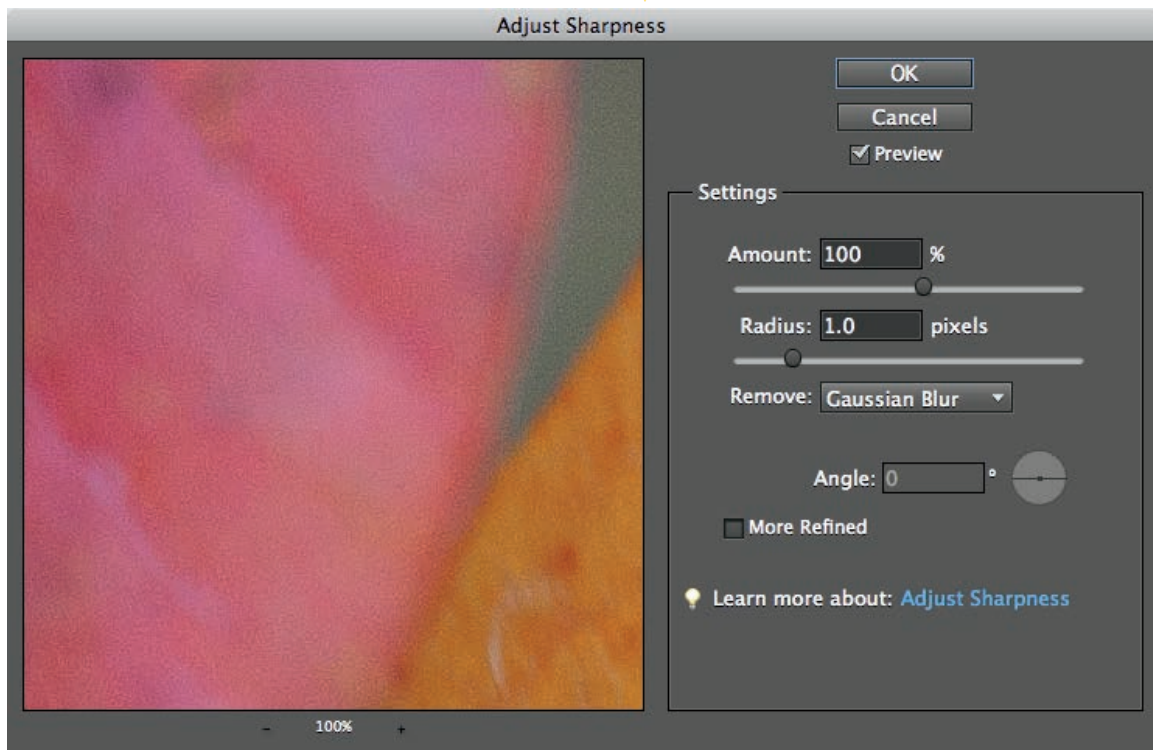 Adjust Sharpness
OK
Cancel
Preview
Settings
Amount: 100 %
Radius: 1.0 pixels
Remove: Gaussian Blur
Angle: 0 °
More Refined
Learn more about: Adjust Sharpness
- 100% +